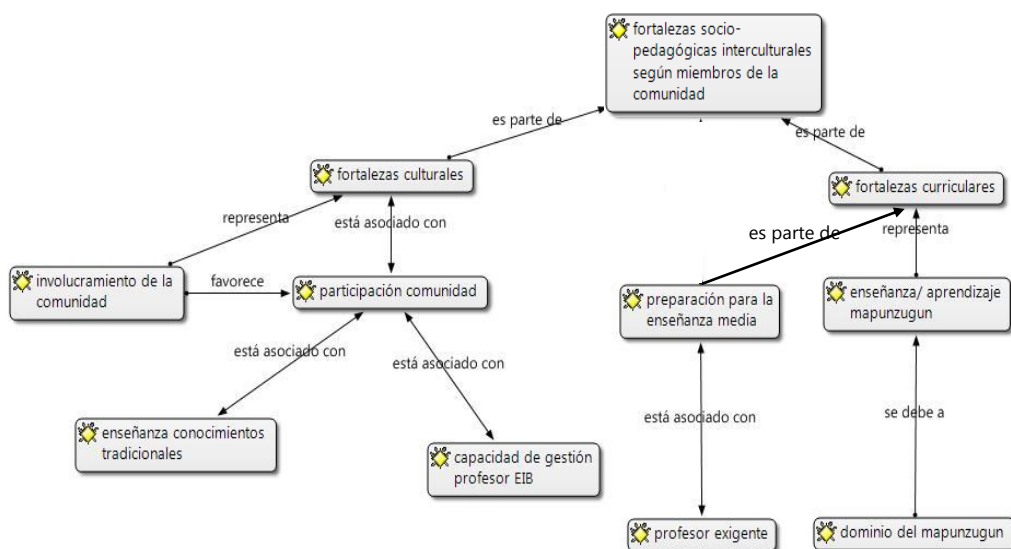 fortalezas socio-
pedagógicas interculturales
según miembros de la
comunidad
es parte de
es parte de
fortalezas culturales
fortalezas curriculares
representa
está asociado con
es parte de
representa
involucramiento de la
comunidad
favorece
participación comunidad
preparación para la
enseñanza media
enseñanza/ aprendizaje
mapunzugun
está asociado con
está asociado con
está asociado con
se debe a
enseñanza conocimientos
tradicionales
capacidad de gestión
profesor EIB
profesor exigente
dominio del mapunzugun